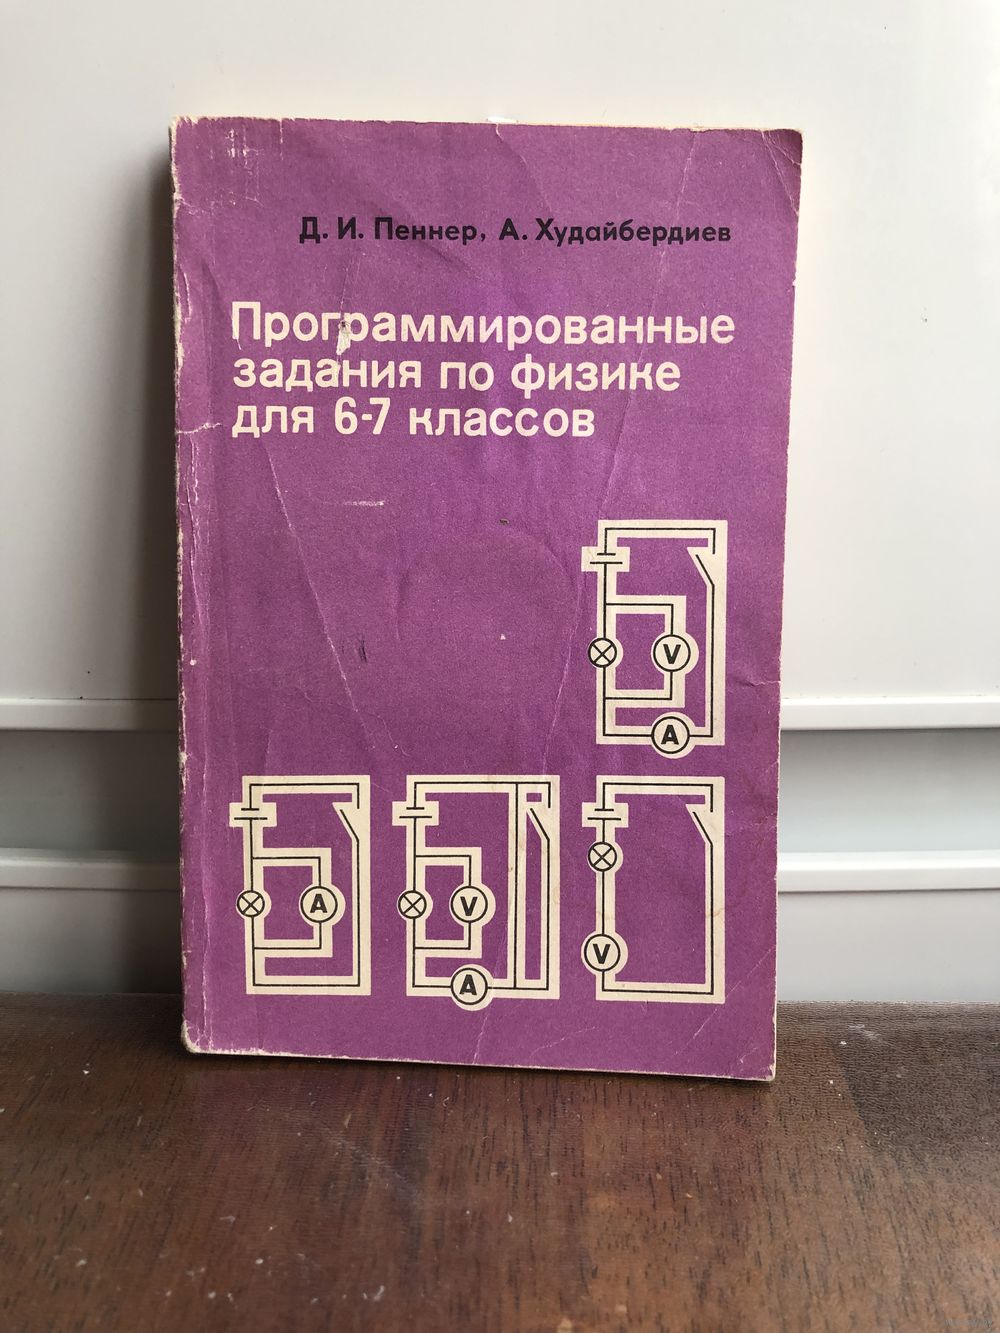 Д. И. Пеннер, А. Худайбердиев
Программированные
задания по физике
для 6-7 классов
V
A
A
V
A
V